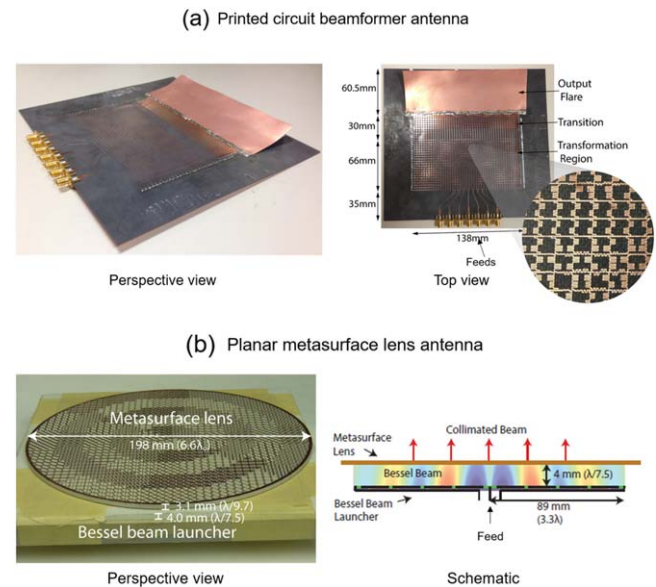 (a) Printed circuit beamformer antenna
60.5mm
30mm
66mm
35mm
138mm
Output
Flare
Transition
Transformation
Region
Feeds
Perspective view
Top view
(b) Planar metasurface lens antenna
Metasurface lens
198 mm (6.6λ)
3.1 mm (λ/9.7)
4.0 mm (λ/7.5)
Bessel beam launcher
Collimated Beam
Metasurface
Lens
Bessel Beam
4 mm (λ/7.5)
Bessel Beam
Launcher
89 mm
(3.3λ)
Feed
Perspective view
Schematic